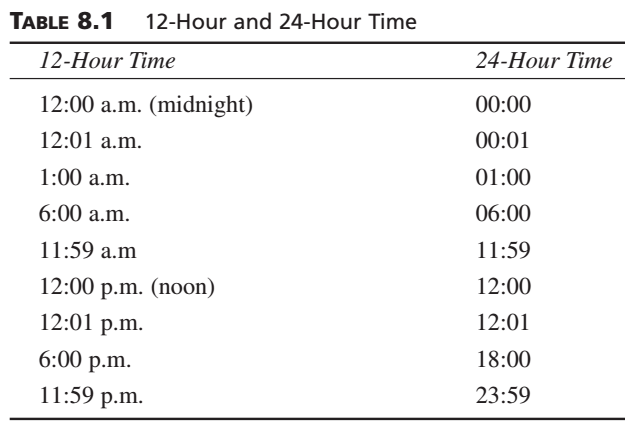 TABLE 8.1 12-Hour and 24-Hour Time
12-Hour Time 24-Hour Time
12:00 a.m. (midnight) 00:00
12:01 a.m. 00:01
1:00 a.m. 01:00
6:00 a.m. 06:00
11:59 a.m 11:59
12:00 p.m. (noon) 12:00
12:01 p.m. 12:01
6:00 p.m. 18:00
11:59 p.m. 23:59